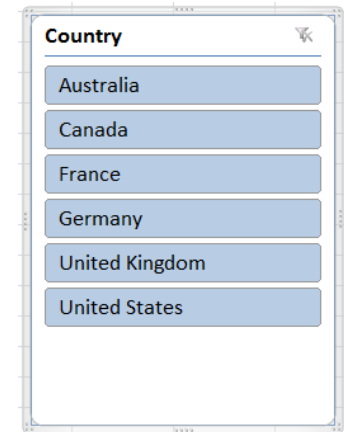 Country
Australia
Canada
France
Germany
United Kingdom
United States